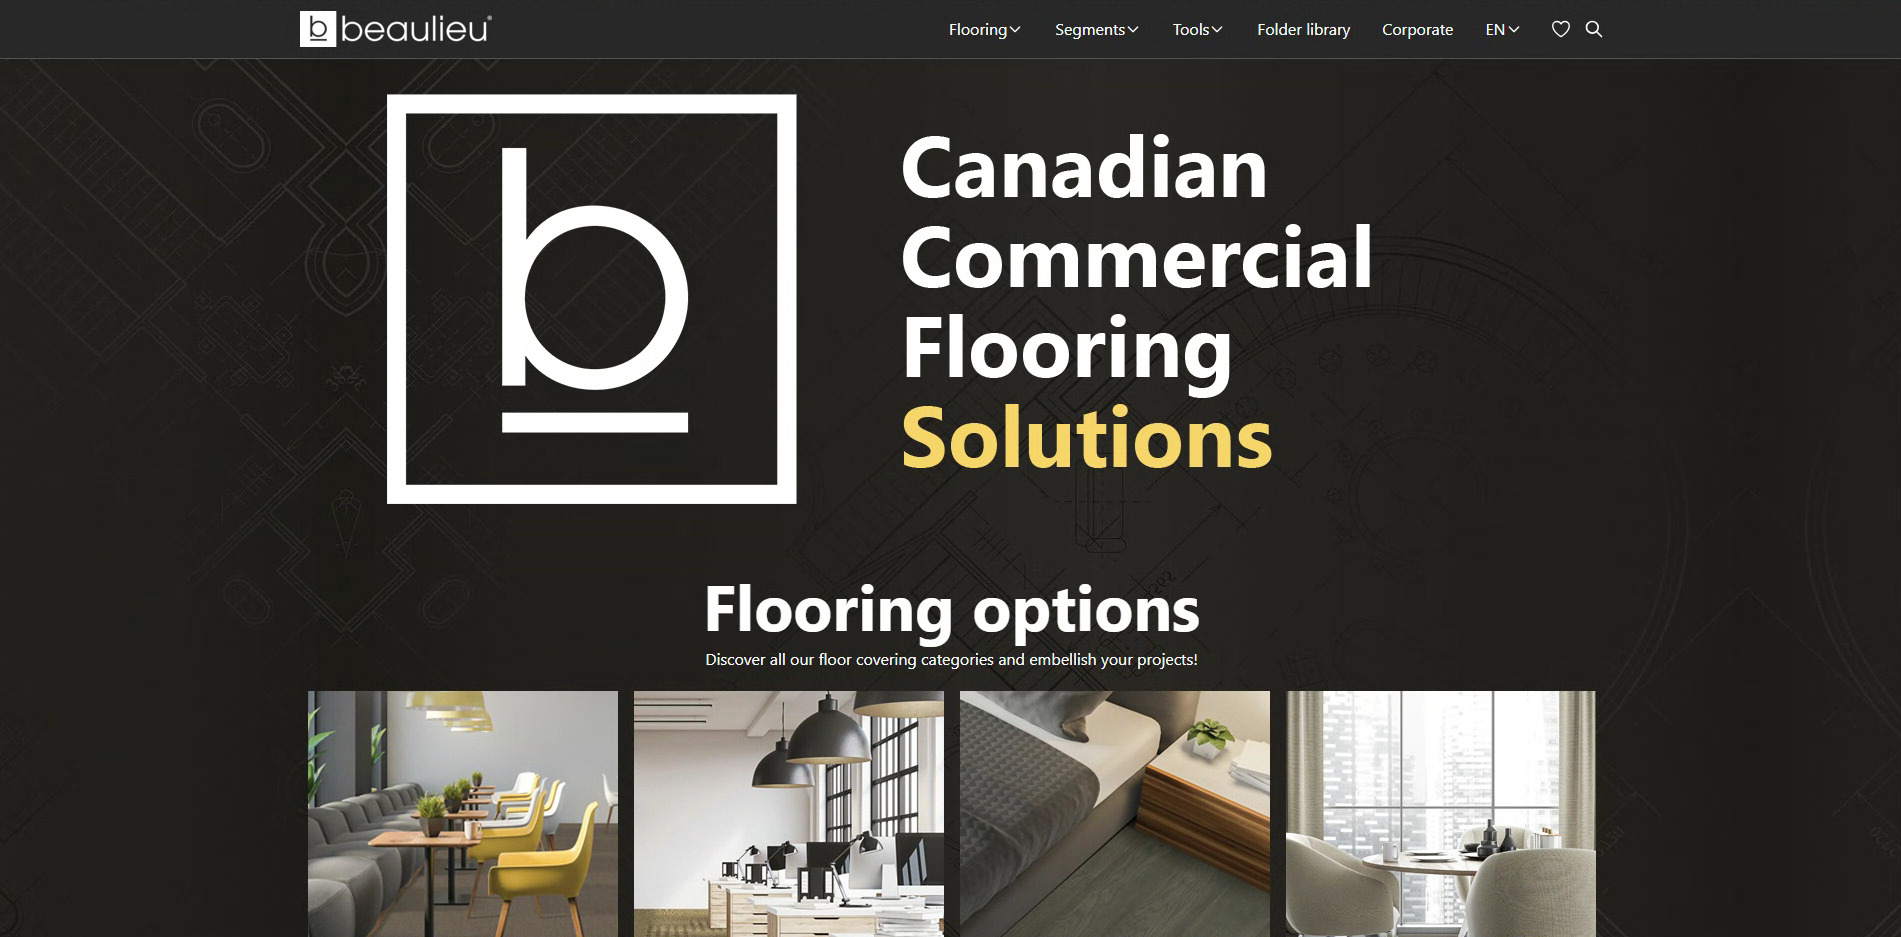 b beaulieu®
Flooring Segments Tools Folder library Corporate EN
b
Canadian
Commercial
Flooring
Solutions
Flooring options
Discover all our floor covering categories and embellish your projects!